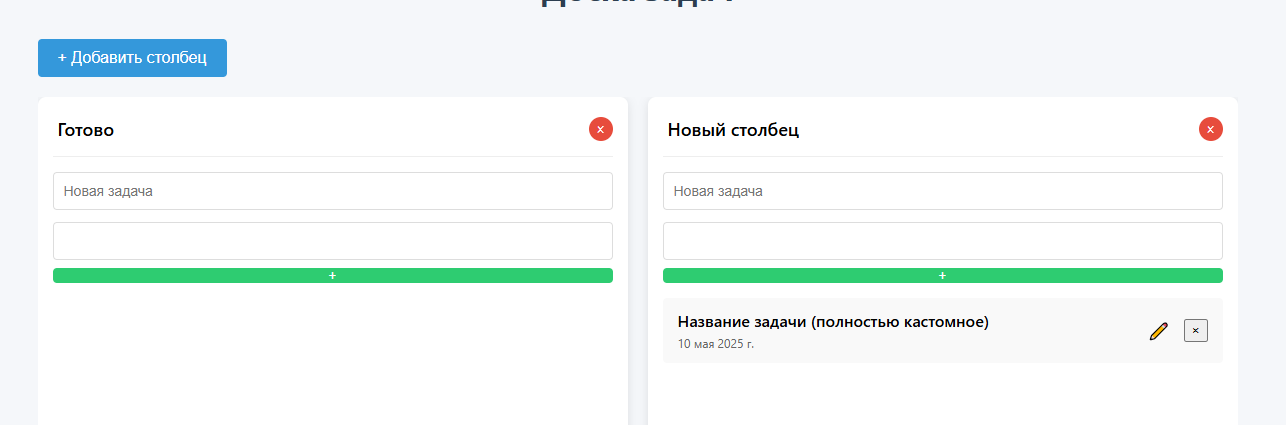 + Добавить столбец
Готово
x
Новая задача
+
Новый столбец
x
Новая задача
+
Название задачи (полностью кастомное)
10 мая 2025 г.
×